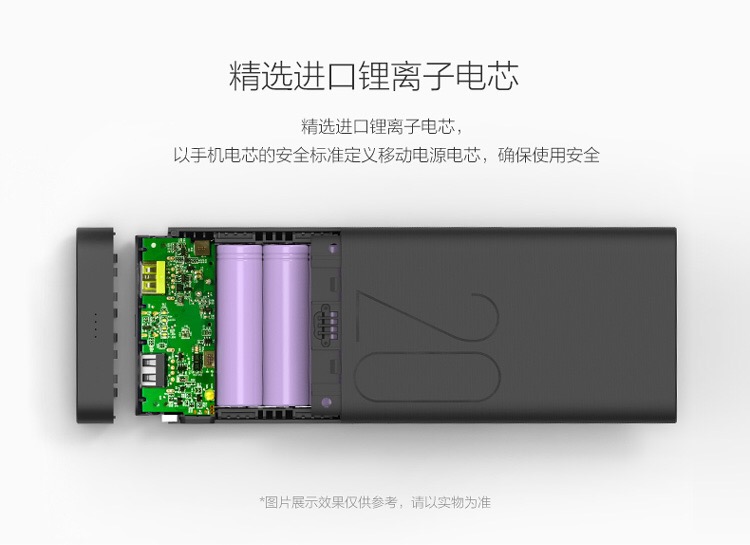 精选进口锂离子电芯
精选进口锂离子电芯，
以手机电芯的安全标准定义移动电源电芯，确保使用安全
20
*图片展示效果仅供参考，请以实物为准